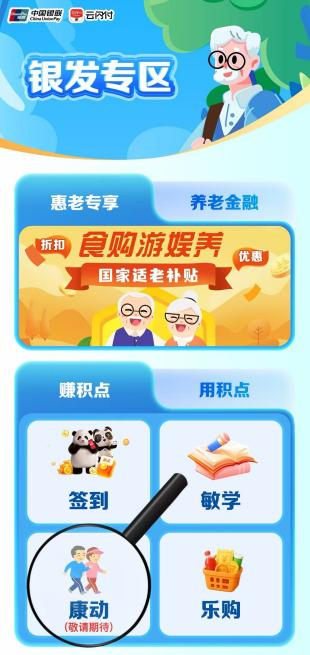 中国银联
China UnionPay
云闪付
银发专区
惠老专享
养老金融
折扣
食购游娱养
优惠
国家适老补贴
赚积点
用积点
签到
敏学
康动
(敬请期待)
乐购